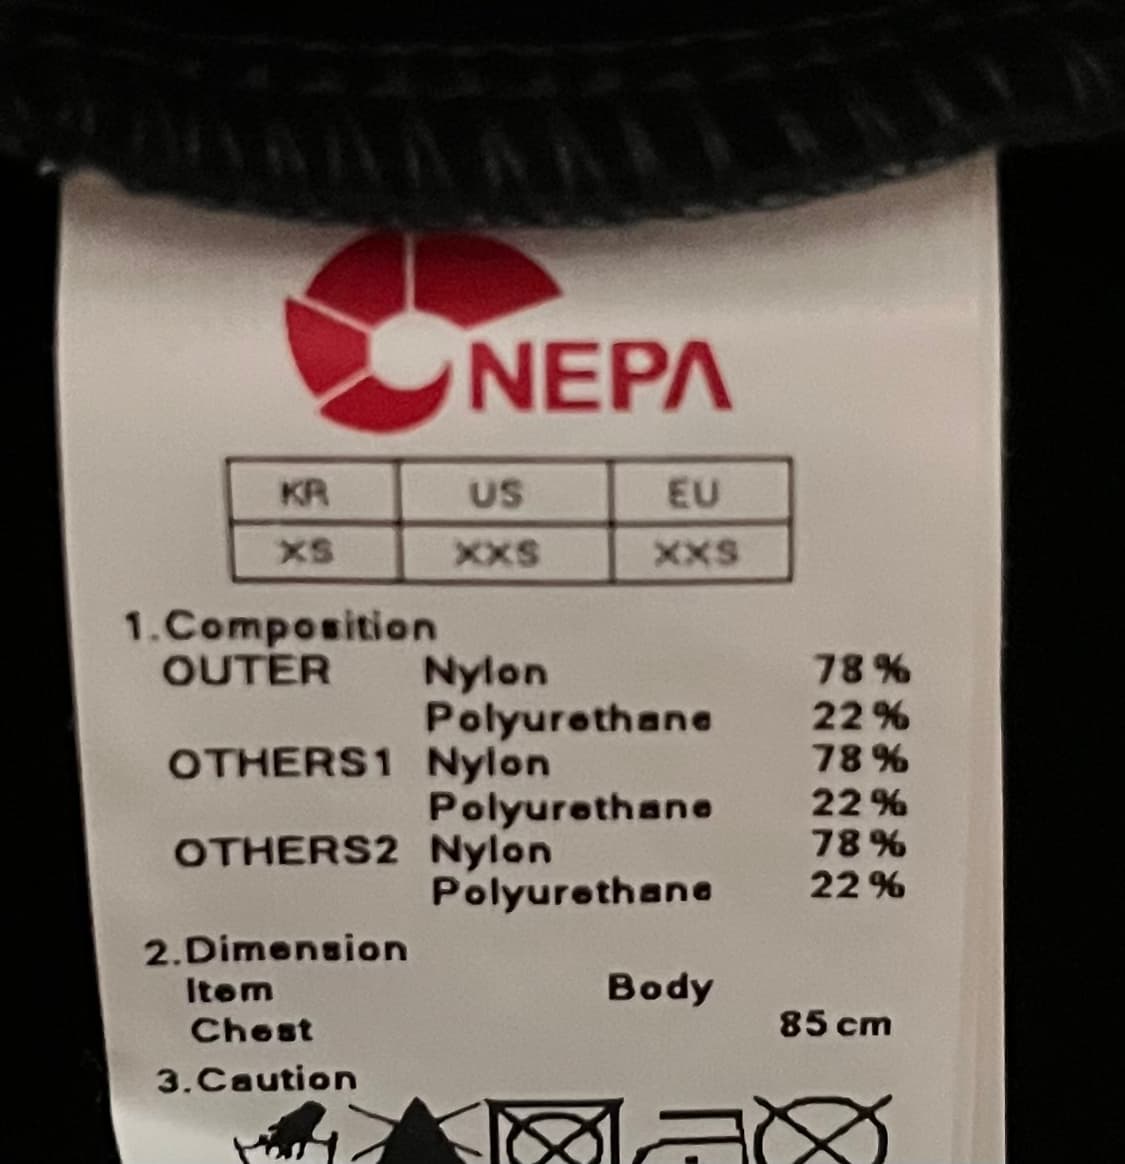 NEPA
KR US EU
XS XXS XXS
1.Composition
OUTER Nylon 78%
Polyurethane 22%
OTHERS1 Nylon 78%
Polyurethane 22%
OTHERS2 Nylon 78%
Polyurethane 22%
2.Dimension
Item Body
Chest 85cm
3.Caution